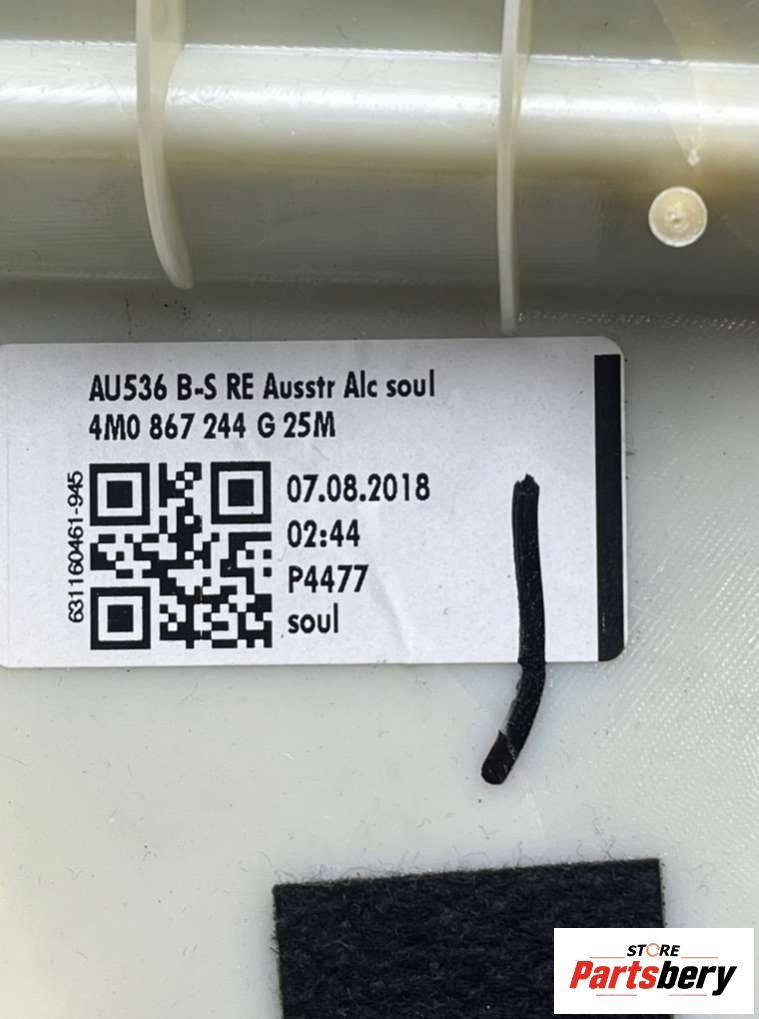 AU536 B-S RE Ausstr Alc soul
4M0 867 244 G 25M
631160461-945
07.08.2018
02:44
P4477
soul
STORE
Partsbery